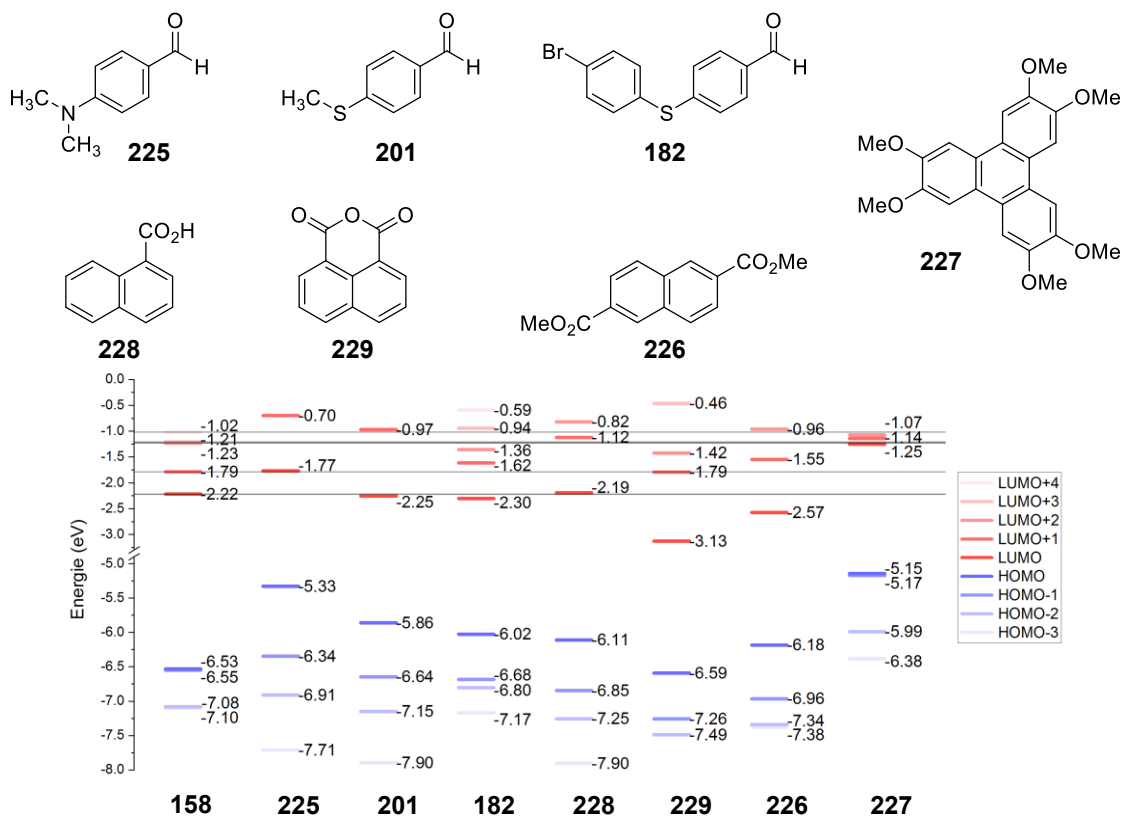 O
H
H3C
N
CH3
225
O
H
H3C
S
201
Br
S
O
H
182
OMe
OMe
MeO
MeO
OMe
OMe
227
CO2H
228
O O O
229
CO2Me
MeO2C
226
Energie (eV)
0.0
-0.5
-1.0
-1.5
-2.0
-2.5
-3.0
-5.0
-5.5
-6.0
-6.5
-7.0
-7.5
-8.0
-1.02
-1.21
-1.23
-1.79
-2.22
-6.53
-6.55
-7.08
-7.10
-0.70
-1.77
-5.33
-6.34
-6.91
-7.71
-0.97
-2.25
-5.86
-6.64
-7.15
-7.90
-0.59
-0.94
-1.36
-1.62
-2.30
-6.02
-6.68
-6.80
-7.17
-0.82
-1.12
-2.19
-6.11
-6.85
-7.25
-7.90
-0.46
-1.42
-1.79
-3.13
-6.59
-7.26
-7.49
-0.96
-1.55
-2.57
-6.18
-6.96
-7.34
-7.38
-1.07
-1.14
-1.25
-5.15
-5.17
-5.99
-6.38
LUMO+4
LUMO+3
LUMO+2
LUMO+1
LUMO
HOMO
HOMO-1
HOMO-2
HOMO-3
158 225 201 182 228 229 226 227